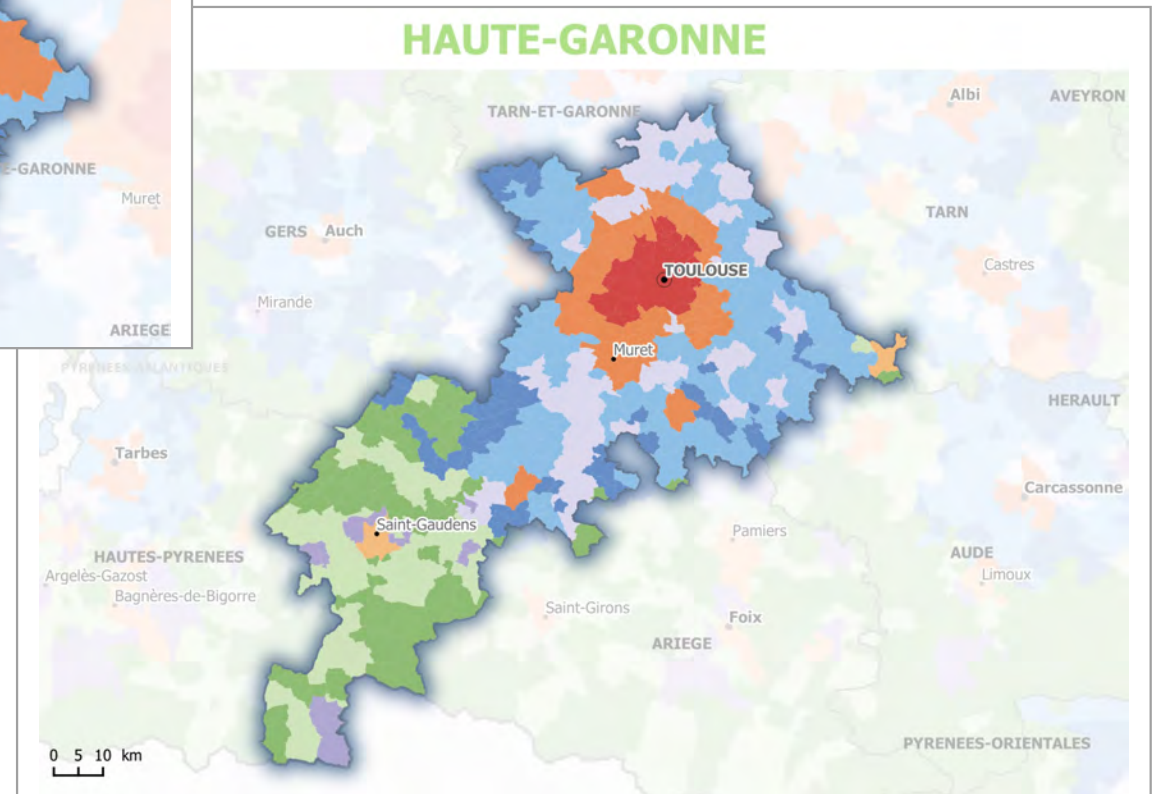 HAUTE-GARONNE
E-GARONNE
Muret
ARIEGE
TARN-ET-GARONNE
Albi
AVEYRON
GERS
Auch
TARN
TOULOUSE
Castres
Mirande
Muret
PYRENEES-ATLANTIQUES
HERAULT
Tarbes
Carcassonne
Saint-Gaudens
Pamiers
HAUTES-PYRENEES
AUDE
Argelès-Gazost
Limoux
Bagnères-de-Bigorre
Saint-Girons
Foix
ARIEGE
PYRENEES-ORIENTALES
0 5 10 km